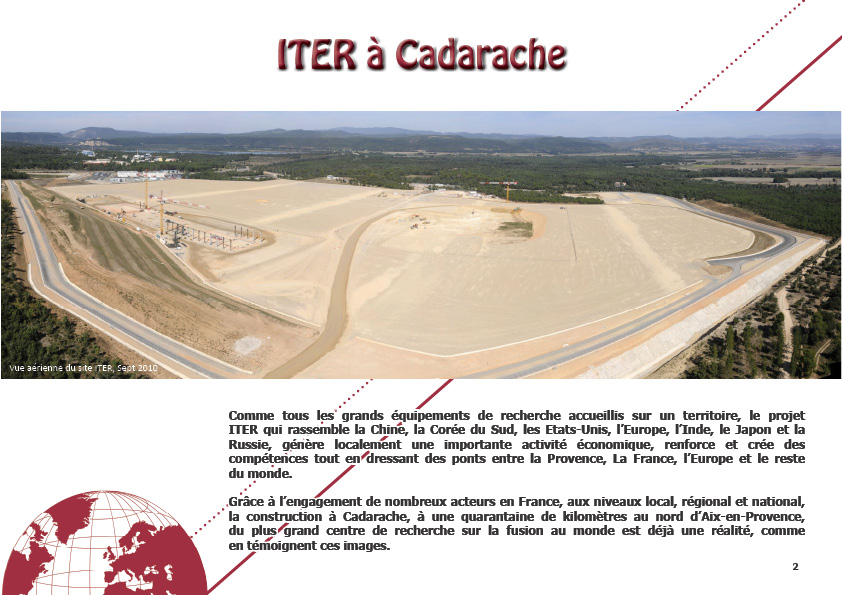 ITER à Cadarache
Vue aérienne du site ITER, Sept 2010
Comme tous les grands équipements de recherche accueillis sur un territoire, le projet
ITER qui rassemble la Chine, la Corée du Sud, les Etats-Unis, l’Europe, l’Inde, le Japon et la
Russie, génère localement une importante activité économique, renforce et crée des
compétences tout en dressant des ponts entre la Provence, La France, l’Europe et le reste
du monde.
Grâce à l’engagement de nombreux acteurs en France, aux niveaux local, régional et national,
la construction à Cadarache, à une quarantaine de kilomètres au nord d’Aix-en-Provence,
du plus grand centre de recherche sur la fusion au monde est déjà une réalité, comme
en témoignent ces images.
2